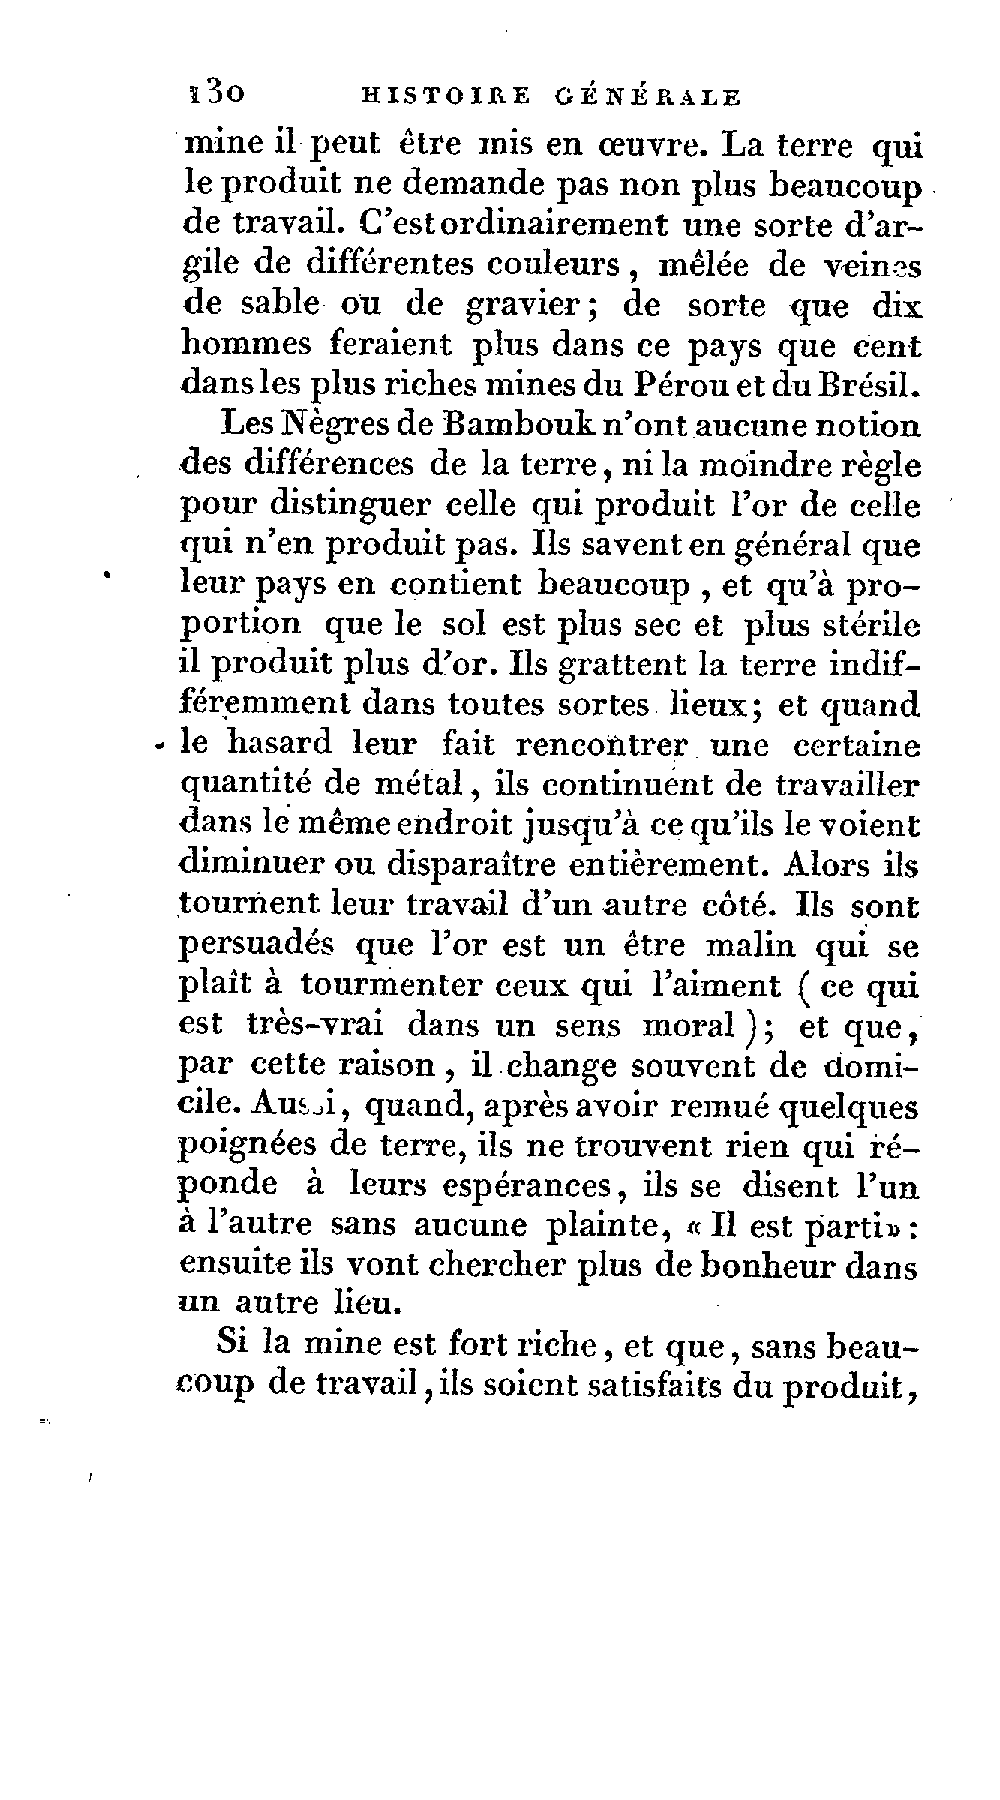 130 HISTOIRE GÉNÉRALE
mine il peut être mis en œuvre. La terre qui
le produit ne demande pas non plus beaucoup
de travail. C'est ordinairement une sorte d'ar-
gile de différentes couleurs, mêlée de veines
de sable ou de gravier; de sorte que dix
hommes feraient plus dans ce pays que cent
dans les plus riches mines du Pérou et du Brésil.
Les Nègres de Bambouk n'ont aucune notion
des différences de la terre, ni la moindre règle
pour distinguer celle qui produit l'or de celle
qui n'en produit pas. Ils savent en général que
leur pays en contient beaucoup, et qu'à pro-
portion que le sol est plus sec et plus stérile
il produit plus d'or. Ils grattent la terre indif-
féremment dans toutes sortes lieux; et quand
le hasard leur fait rencontrer une certaine
quantité de métal, ils continuent de travailler
dans le même endroit jusqu'à ce qu'ils le voient
diminuer ou disparaître entièrement. Alors ils
tournent leur travail d'un autre côté. Ils sont
persuadés que l'or est un être malin qui se
plaît à tourmenter ceux qui l'aiment ( ce qui
est très-vrai dans un sens moral ); et que,
par cette raison, il change souvent de domi-
cile. Aussi, quand, après avoir remué quelques
poignées de terre, ils ne trouvent rien qui ré-
ponde à leurs espérances, ils se disent l'un
à l'autre sans aucune plainte, « Il est parti» :
ensuite ils vont chercher plus de bonheur dans
un autre lieu.
Si la mine est fort riche, et que, sans beau-
coup de travail, ils soient satisfaits du produit,